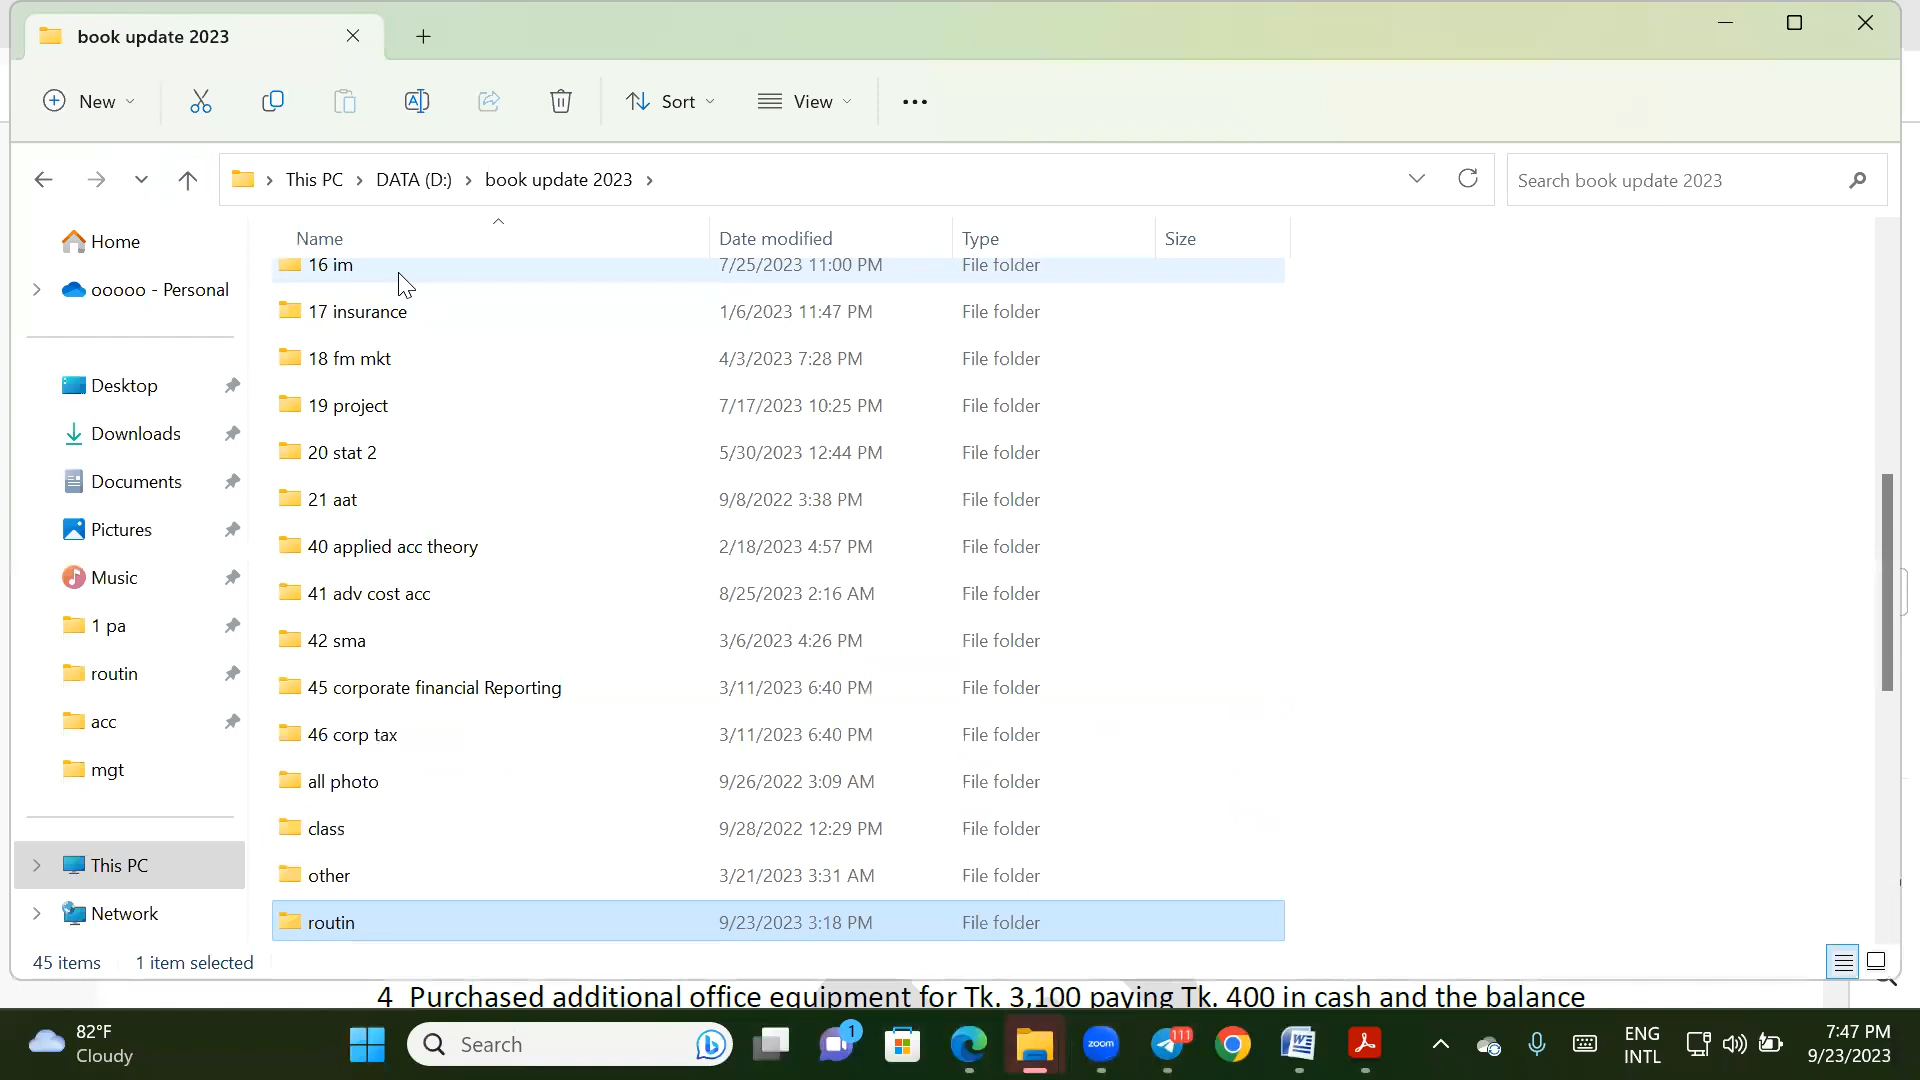 book update 2023
New
Sort
View
This PC
DATA (D:)
book update 2023
Search book update 2023
Home
ooooo - Personal
Desktop
Downloads
Documents
Pictures
Music
1 pa
routin
acc
mgt
This PC
Network
Name Date modified Type Size
16 im 7/25/2023 11:00 PM File folder
17 insurance 1/6/2023 11:47 PM File folder
18 fm mkt 4/3/2023 7:28 PM File folder
19 project 7/17/2023 10:25 PM File folder
20 stat 2 5/30/2023 12:44 PM File folder
21 aat 9/8/2022 3:38 PM File folder
40 applied acc theory 2/18/2023 4:57 PM File folder
41 adv cost acc 8/25/2023 2:16 AM File folder
42 sma 3/6/2023 4:26 PM File folder
45 corporate financial Reporting 3/11/2023 6:40 PM File folder
46 corp tax 3/11/2023 6:40 PM File folder
all photo 9/26/2022 3:09 AM File folder
class 9/28/2022 12:29 PM File folder
other 3/21/2023 3:31 AM File folder
routin 9/23/2023 3:18 PM File folder
45 items 1 item selected
4 Purchased additional office equipment for Tk. 3,100 paying Tk. 400 in cash and the balance
82°F
Cloudy
Search
1
zoom
111
ENG
INTL
7:47 PM
9/23/2023